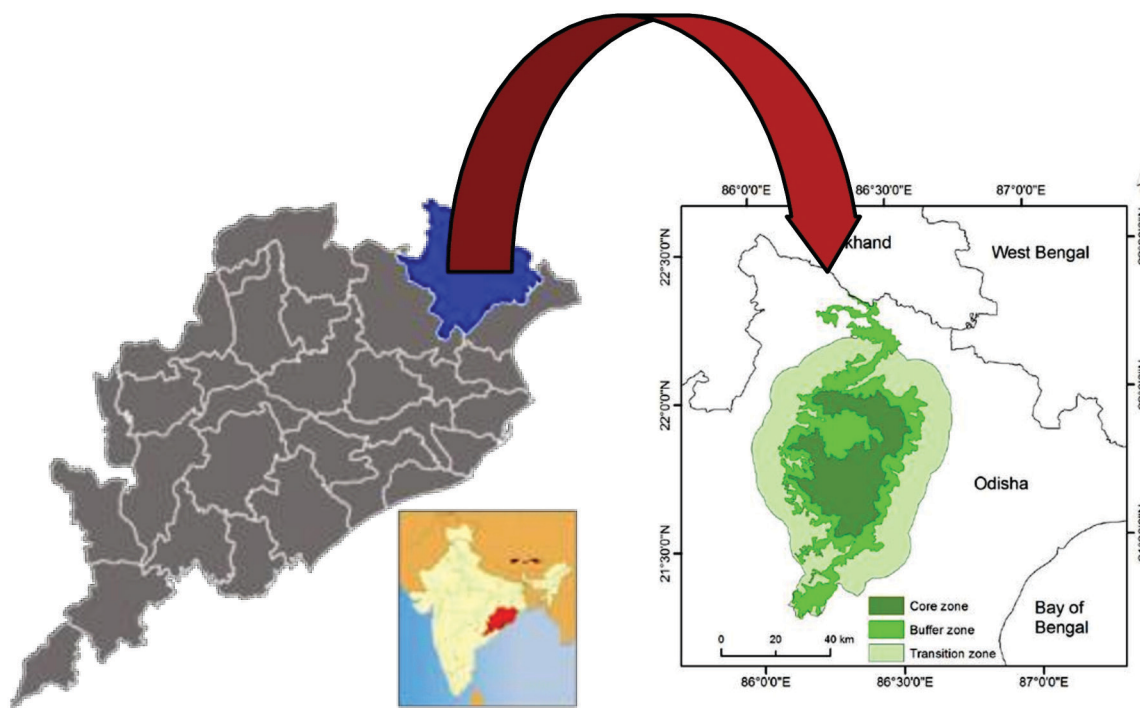 86°0'0"E
86°30'0"E
87°0'0"E
22°30'0"N
22°0'0"N
21°30'0"N
khand
West Bengal
Odisha
Bay of
Bengal
Core zone
Buffer zone
Transition zone
0 20 40 km
86°0'0"E
86°30'0"E
87°0'0"E